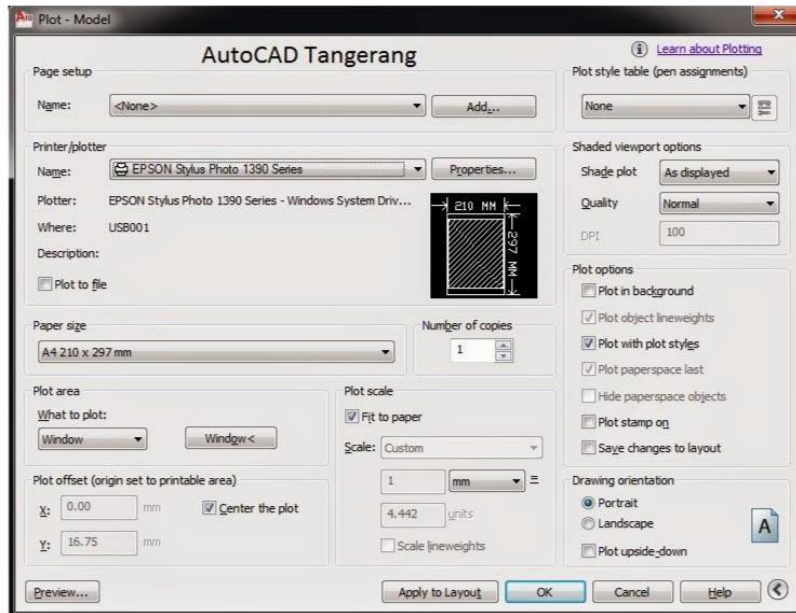 Plot - Model
AutoCAD Tangerang
Learn about Plotting
Page setup
Name: <None> Add...
Plot style table (pen assignments)
None
Printer/plotter
Name: EPSON Stylus Photo 1390 Series Properties...
Plotter: EPSON Stylus Photo 1390 Series - Windows System Driv...
Where: USB001
Description:
Plot to file
210 MM
297 MM
Shaded viewport options
Shade plot As displayed
Quality Normal
DPI 100
Paper size
A4 210 x 297 mm
Number of copies
1
Plot options
Plot in background
Plot object lineweights
Plot with plot styles
Plot paperspace last
Hide paperspace objects
Plot stamp on
Save changes to layout
Plot area
What to plot:
Window Window<
Plot scale
Fit to paper
Scale: Custom
1 mm =
4.442 units
Scale lineweights
Plot offset (origin set to printable area)
X: 0.00 mm Center the plot
Y: 16.75 mm
Drawing orientation
Portrait
Landscape
Plot upside-down
A
Preview... Apply to Layout OK Cancel Help